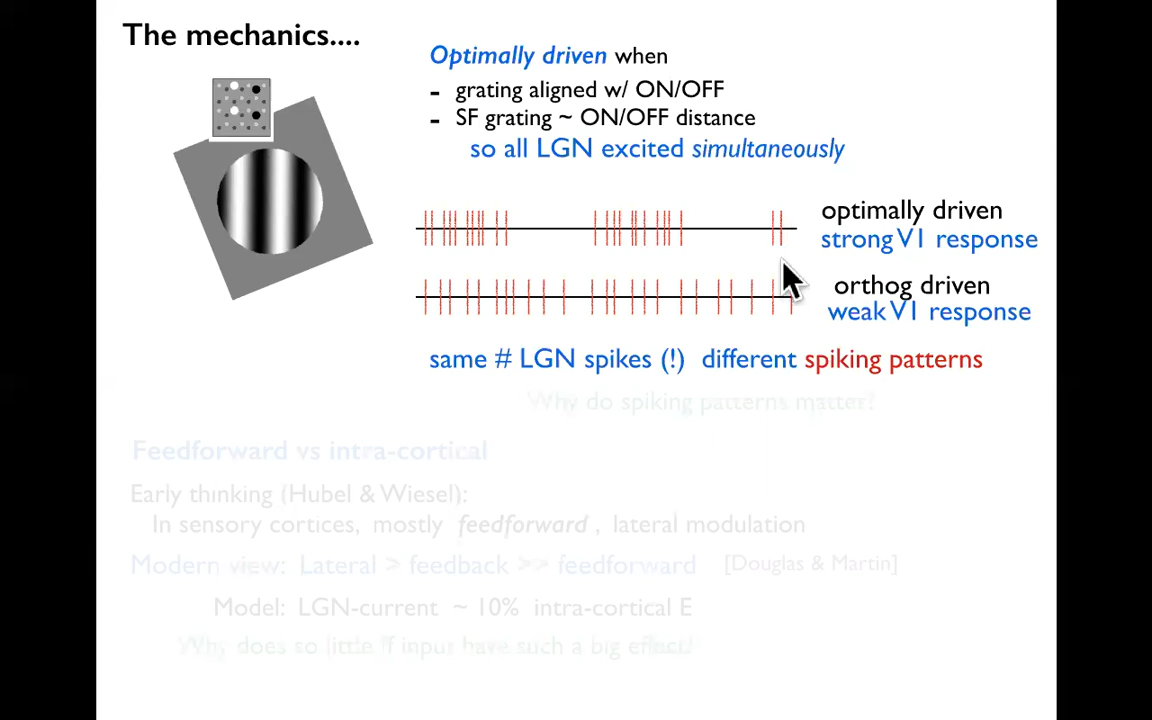 The mechanics....
Optimally driven when
- grating aligned w/ ON/OFF
- SF grating ~ ON/OFF distance
so all LGN excited simultaneously
optimally driven
strong V1 response
orthog driven
weak V1 response
same # LGN spikes (!) different spiking patterns
Why do spiking patterns matter?
Feedforward vs intra-cortical
Early thinking (Hubel & Wiesel):
In sensory cortices, mostly feedforward , lateral modulation
Modern view: Lateral > feedback >> feedforward [Douglas & Martin]
Model: LGN-current ~ 10% intra-cortical E
Why does so little ff input have such a big effect?